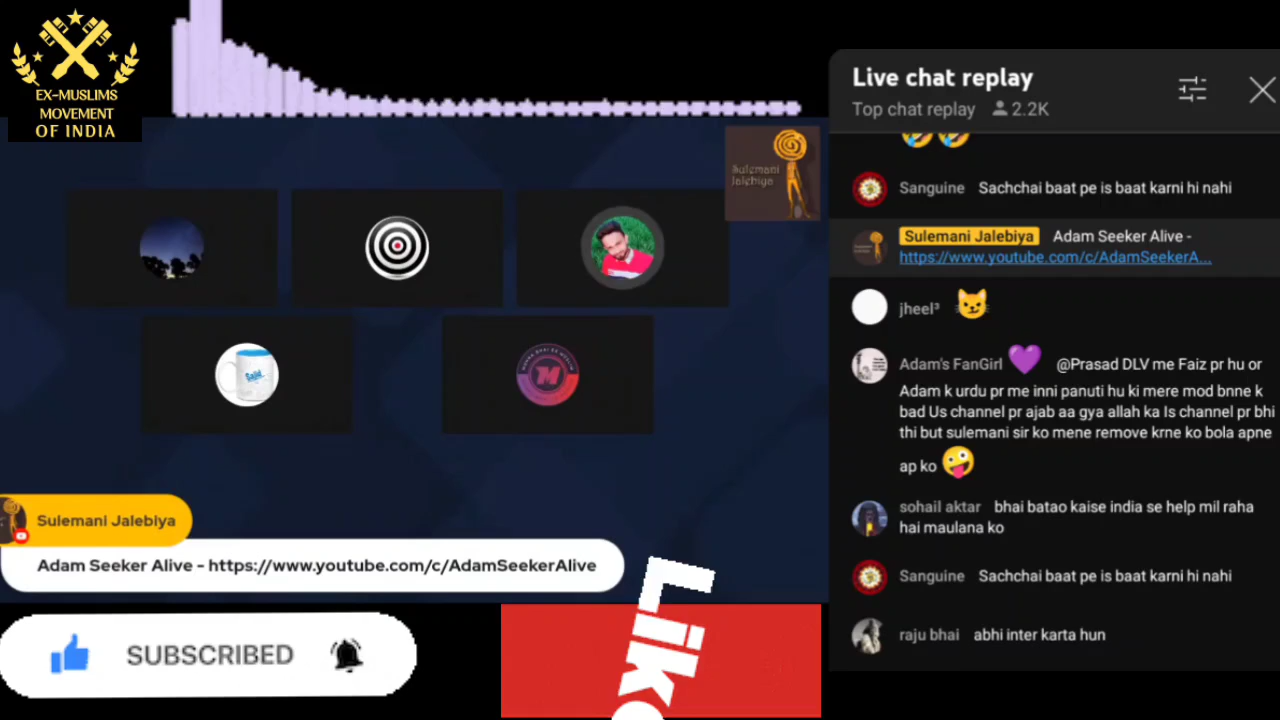 EX-MUSLIMS
MOVEMENT
OF INDIA
Sulemani
Jalebiya
Sulemani Jalebiya
Adam Seeker Alive - https://www.youtube.com/c/AdamSeekerAlive
SUBSCRIBED
Like
Live chat replay
Top chat replay 2.2K
Sanguine Sachchai baat pe is baat karni hi nahi
Sulemani Jalebiya Adam Seeker Alive -
https://www.youtube.com/c/AdamSeekerA...
jheel³ 😼
Adam's FanGirl 💜 @Prasad DLV me Faiz pr hu or
Adam k urdu pr me inni panuti hu ki mere mod bnne k
bad Us channel pr ajab aa gya allah ka Is channel pr bhi
thi but sulemani sir ko mene remove krne ko bola apne
ap ko 🤪
sohail aktar bhai batao kaise india se help mil raha
hai maulana ko
Sanguine Sachchai baat pe is baat karni hi nahi
raju bhai abhi inter karta hun